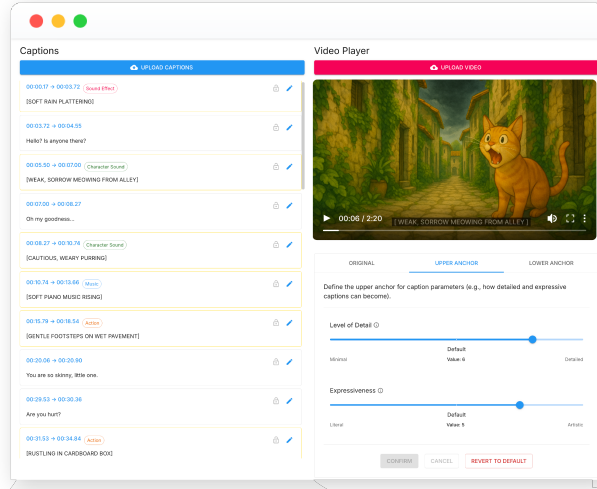 Captions
UPLOAD CAPTIONS
00:00.17 → 00:03.72 Sound Effect
[SOFT RAIN PLATTERING]
00:03.72 → 00:04.55
Hello? Is anyone there?
00:05.50 → 00:07.00 Character Sound
[WEAK, SORROW MEOWING FROM ALLEY]
00:07.00 → 00:08.27
Oh my goodness...
00:08.27 → 00:10.74 Character Sound
[CAUTIOUS, WEARY PURRING]
00:10.74 → 00:13.66 Music
[SOFT PIANO MUSIC RISING]
00:15.79 → 00:18.54 Action
[GENTLE FOOTSTEPS ON WET PAVEMENT]
00:20.06 → 00:20.90
You are so skinny, little one.
00:29.53 → 00:30.36
Are you hurt?
00:31.53 → 00:34.84 Action
[RUSTLING IN CARDBOARD BOX]
Video Player
UPLOAD VIDEO
00:06 / 2:20
[WEAK, SORROW MEOWING FROM ALLEY]
ORIGINAL UPPER ANCHOR LOWER ANCHOR
Define the upper anchor for caption parameters (e.g., how detailed and expressive
captions can become).
Level of Detail
Default
Minimal Value: 6 Detailed
Expressiveness
Default
Literal Value: 5 Artistic
CONFIRM CANCEL REVERT TO DEFAULT